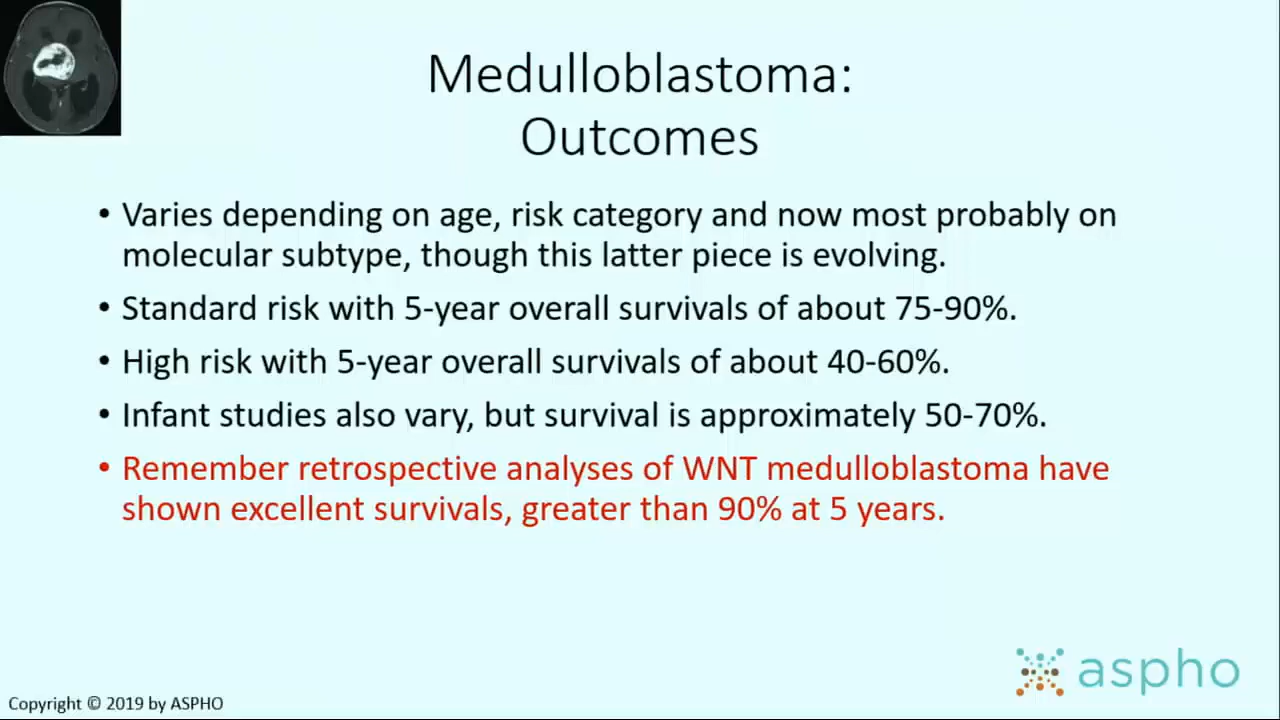 Medulloblastoma:
Outcomes
• Varies depending on age, risk category and now most probably on
molecular subtype, though this latter piece is evolving.
• Standard risk with 5-year overall survivals of about 75-90%.
• High risk with 5-year overall survivals of about 40-60%.
• Infant studies also vary, but survival is approximately 50-70%.
• Remember retrospective analyses of WNT medulloblastoma have
shown excellent survivals, greater than 90% at 5 years.
aspho
Copyright © 2019 by ASPHO